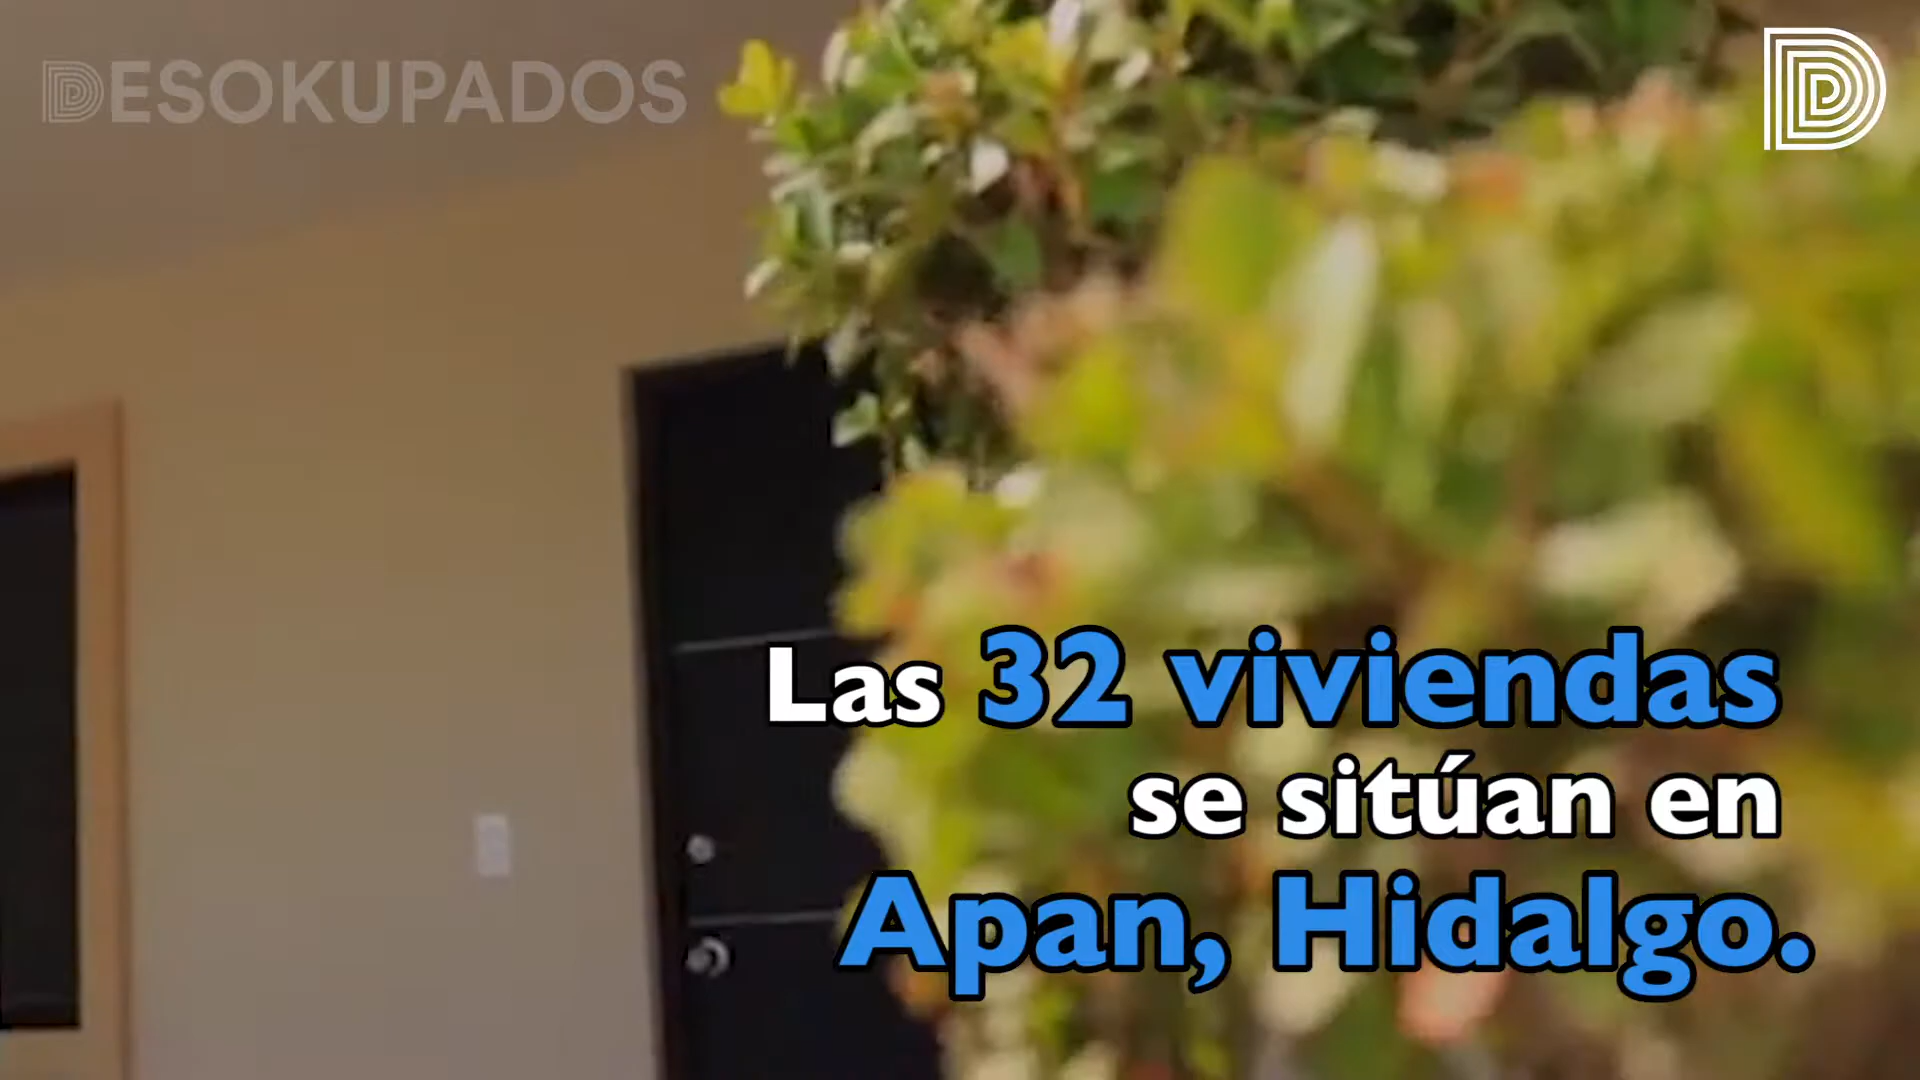 DESOKUPADOS
Las 32 viviendas
se sitúan en
Apan, Hidalgo.